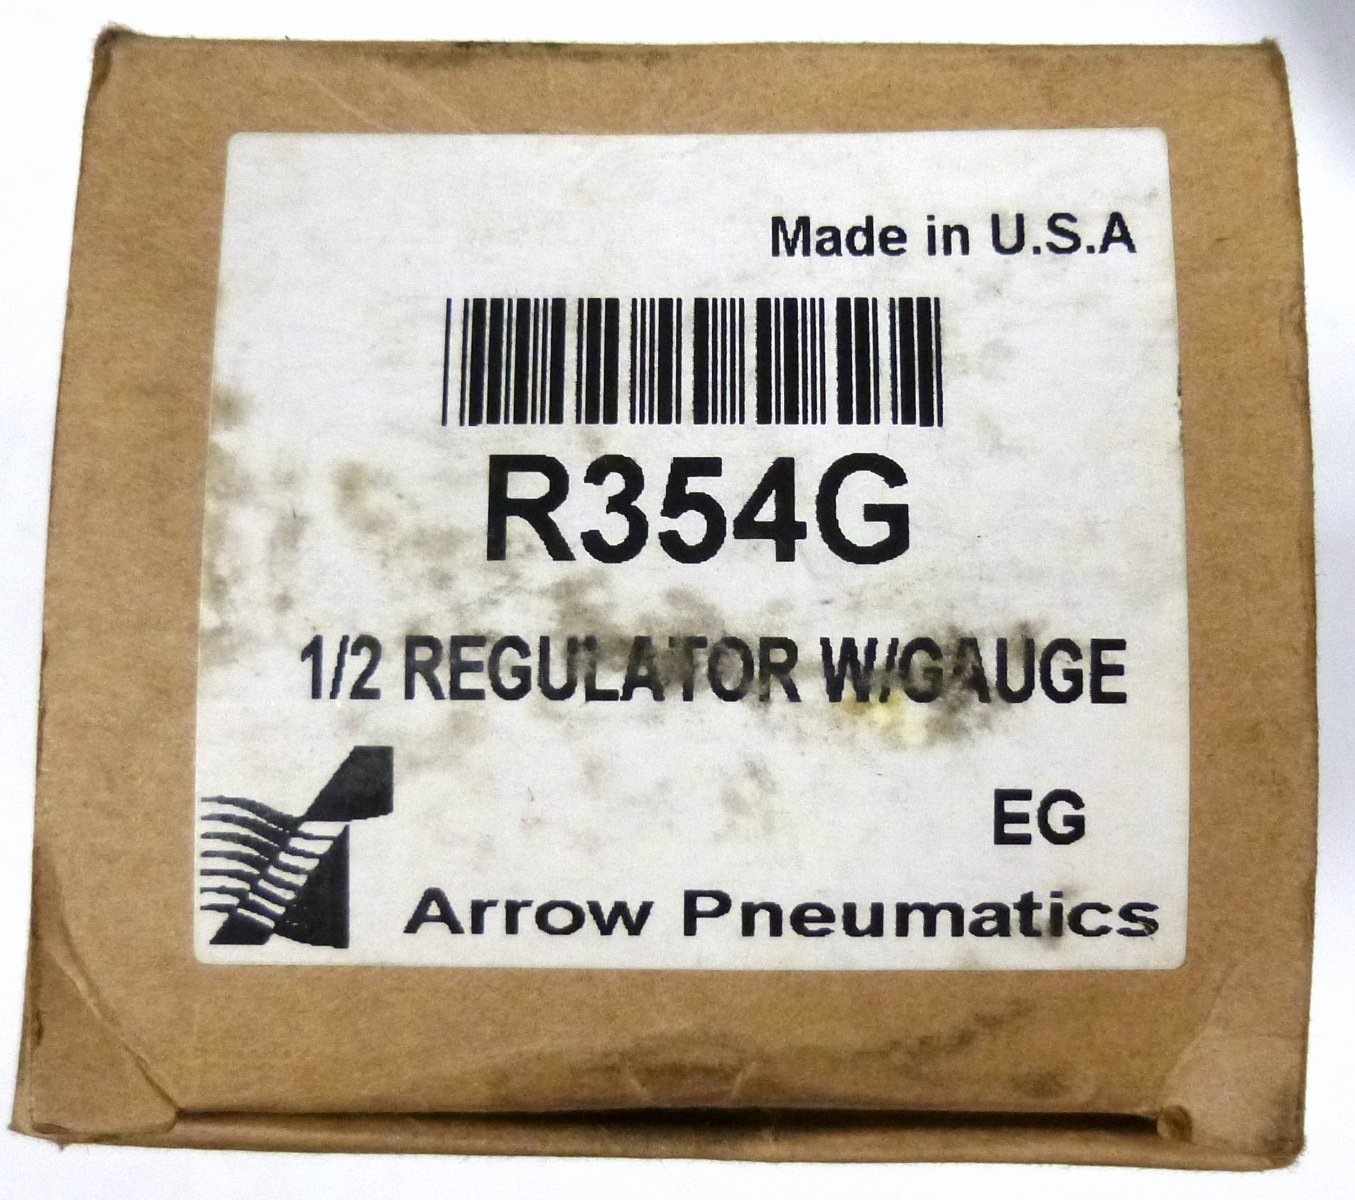 Made in U.S.A
R354G
1/2 REGULATOR W/GAUGE
EG
Arrow Pneumatics